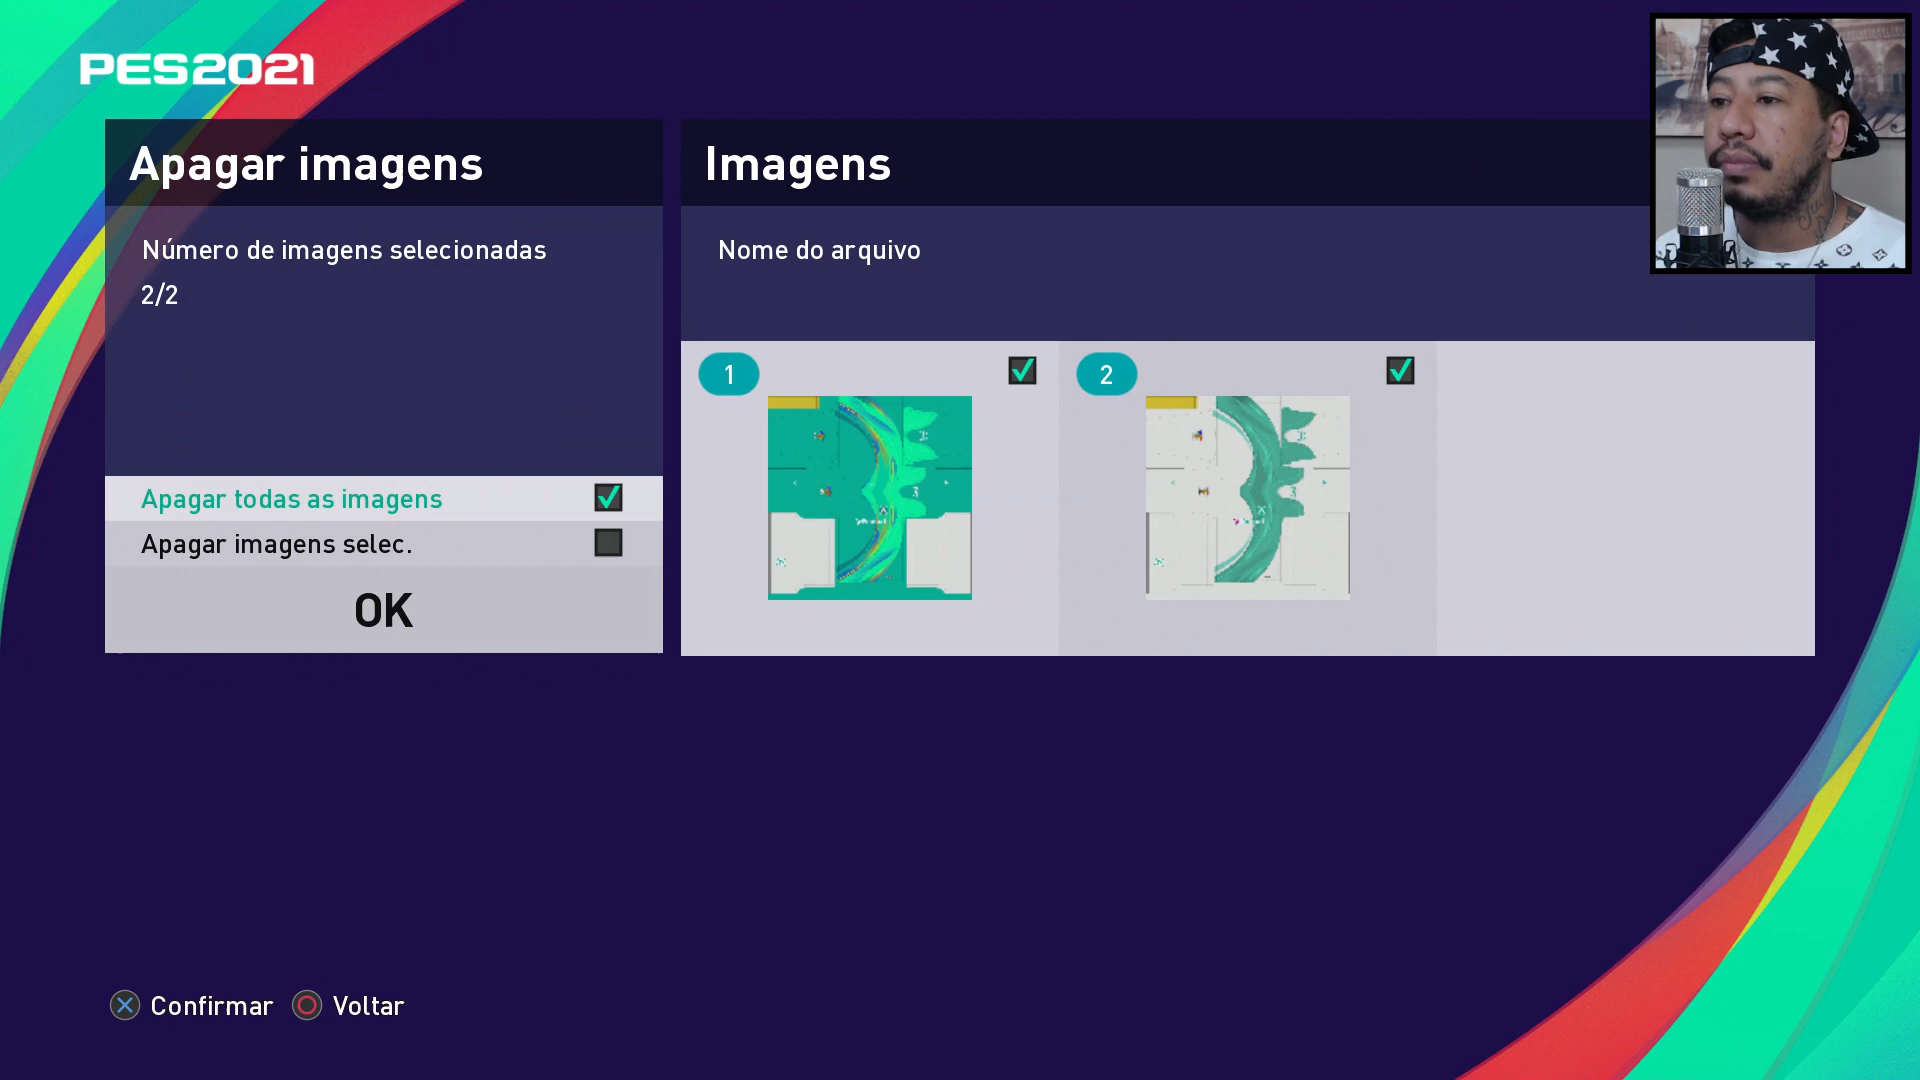 PES2021
Apagar imagens
Número de imagens selecionadas
2/2
Apagar todas as imagens
Apagar imagens selec.
OK
Imagens
Nome do arquivo
1
2
Confirmar
Voltar